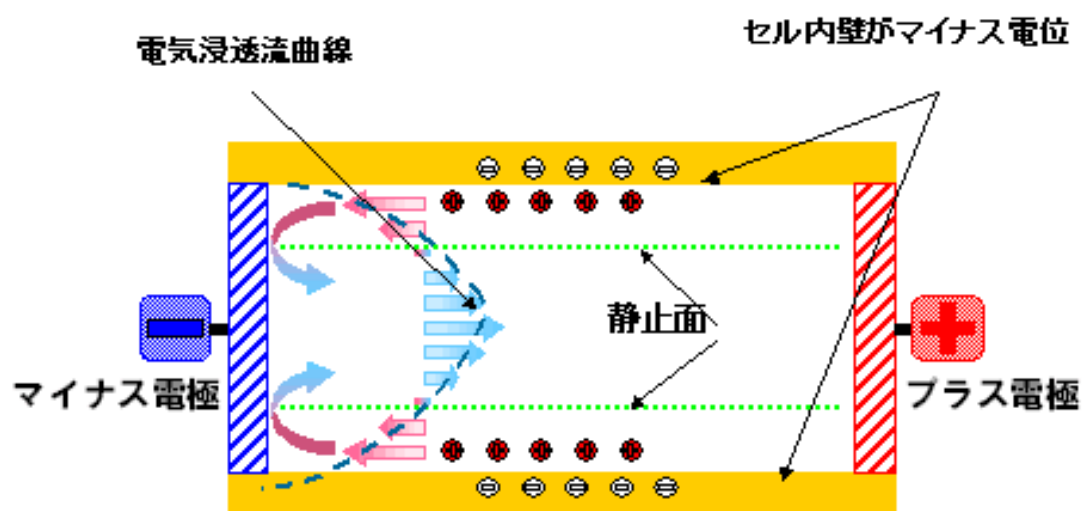 セル内壁がマイナス電位
電気浸透流曲線
静止面
マイナス電極
プラス電極